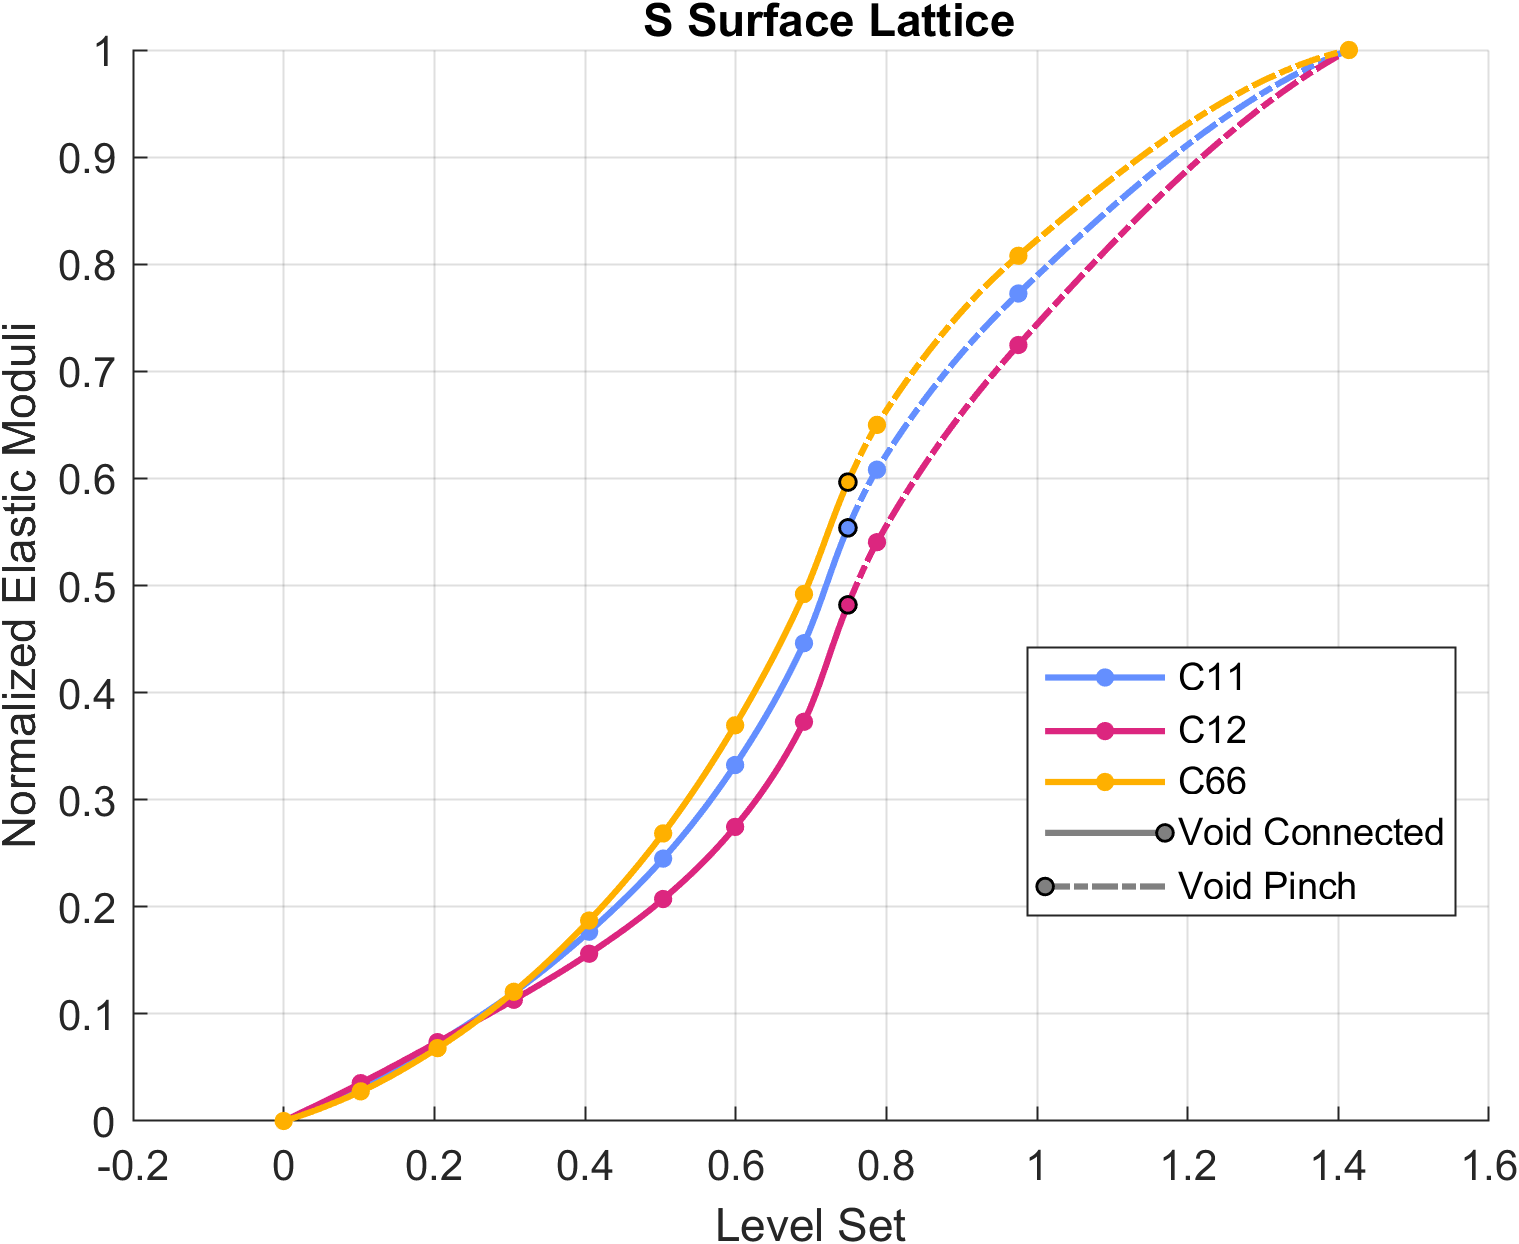 S Surface Lattice
Normalized Elastic Moduli
1
0.9
0.8
0.7
0.6
0.5
0.4
0.3
0.2
0.1
0
-0.2 0 0.2 0.4 0.6 0.8 1 1.2 1.4 1.6
Level Set
C11
C12
C66
Void Connected
Void Pinch